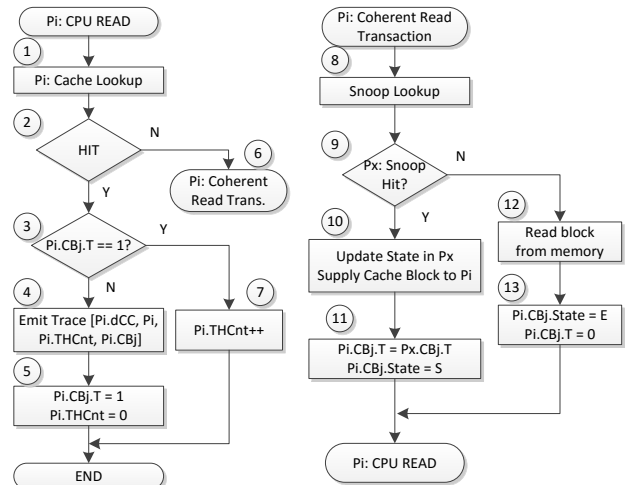 Pi: CPU READ
1
Pi: Cache Lookup
2
HIT
N
Y
6
Pi: Coherent
Read Trans.
3
Pi.CBj.T == 1?
Y
N
4
Emit Trace [Pi.dCC, Pi,
Pi.THCnt, Pi.CBj]
7
Pi.THCnt++
5
Pi.CBj.T = 1
Pi.THCnt = 0
END
Pi: Coherent Read
Transaction
8
Snoop Lookup
9
Px: Snoop
Hit?
N
Y
10
Update State in Px
Supply Cache Block to Pi
12
Read block
from memory
11
Pi.CBj.T = Px.CBj.T
Pi.CBj.State = S
13
Pi.CBj.State = E
Pi.CBj.T = 0
Pi: CPU READ